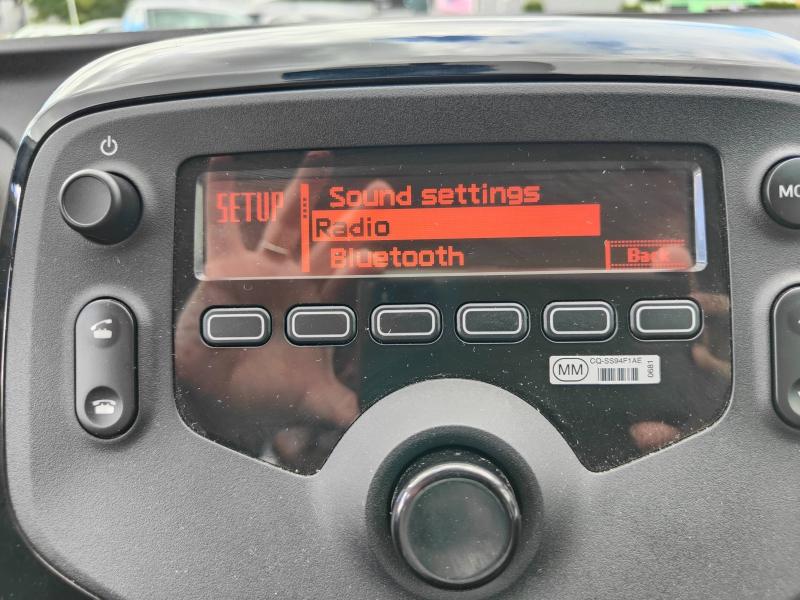 SETUP
Sound settings
Radio
Bluetooth
Back
MM
CQ-SS94F1AE
0681